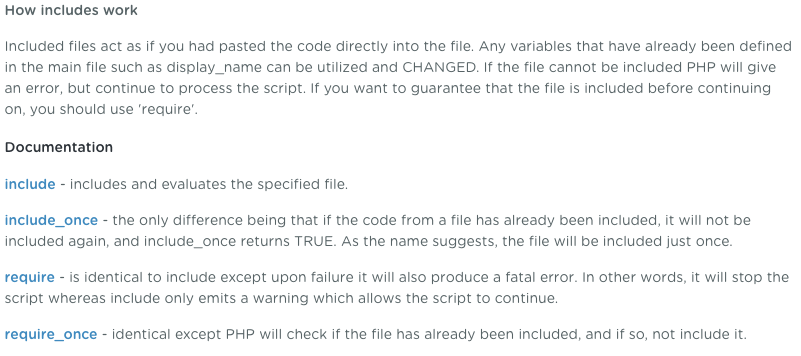 How includes work
Included files act as if you had pasted the code directly into the file. Any variables that have already been defined
in the main file such as display_name can be utilized and CHANGED. If the file cannot be included PHP will give
an error, but continue to process the script. If you want to guarantee that the file is included before continuing
on, you should use 'require'.
Documentation
include - includes and evaluates the specified file.
include_once - the only difference being that if the code from a file has already been included, it will not be
included again, and include_once returns TRUE. As the name suggests, the file will be included just once.
require - is identical to include except upon failure it will also produce a fatal error. In other words, it will stop the
script whereas include only emits a warning which allows the script to continue.
require_once - identical except PHP will check if the file has already been included, and if so, not include it.